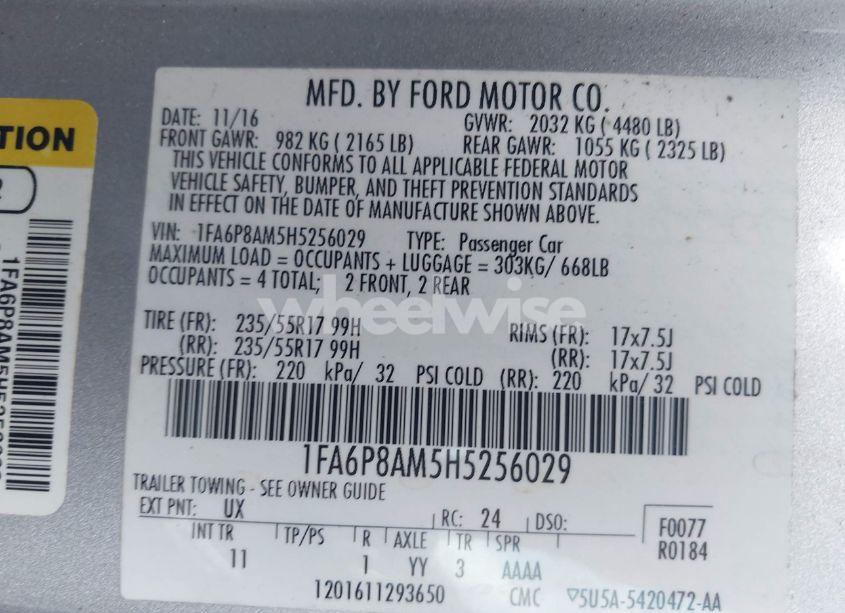 MFD. BY FORD MOTOR CO.
DATE: 11/16 GVWR: 2032 KG ( 4480 LB)
FRONT GAWR: 982 KG ( 2165 LB) REAR GAWR: 1055 KG ( 2325 LB)
THIS VEHICLE CONFORMS TO ALL APPLICABLE FEDERAL MOTOR
VEHICLE SAFETY, BUMPER, AND THEFT PREVENTION STANDARDS
IN EFFECT ON THE DATE OF MANUFACTURE SHOWN ABOVE.
VIN: 1FA6P8AM5H5256029 TYPE: Passenger Car
MAXIMUM LOAD = OCCUPANTS + LUGGAGE = 303KG/ 668LB
OCCUPANTS = 4 TOTAL; 2 FRONT, 2 REAR
wheelwise
TIRE (FR): 235/55R17 99H RIMS (FR): 17x7.5J
(RR): 235/55R17 99H (RR): 17x7.5J
PRESSURE (FR): 220 kPa/ 32 PSI COLD (RR): 220 kPa/ 32 PSI COLD
1FA6P8AM5H5256029
TRAILER TOWING - SEE OWNER GUIDE
EXT PNT: UX RC: 24 DSO: F0077
R0184
INT TR TP/PS R AXLE TR SPR
11 1 YY 3 AAAA
1201611293650 CMC ▽5U5A-5420472-AA
TION